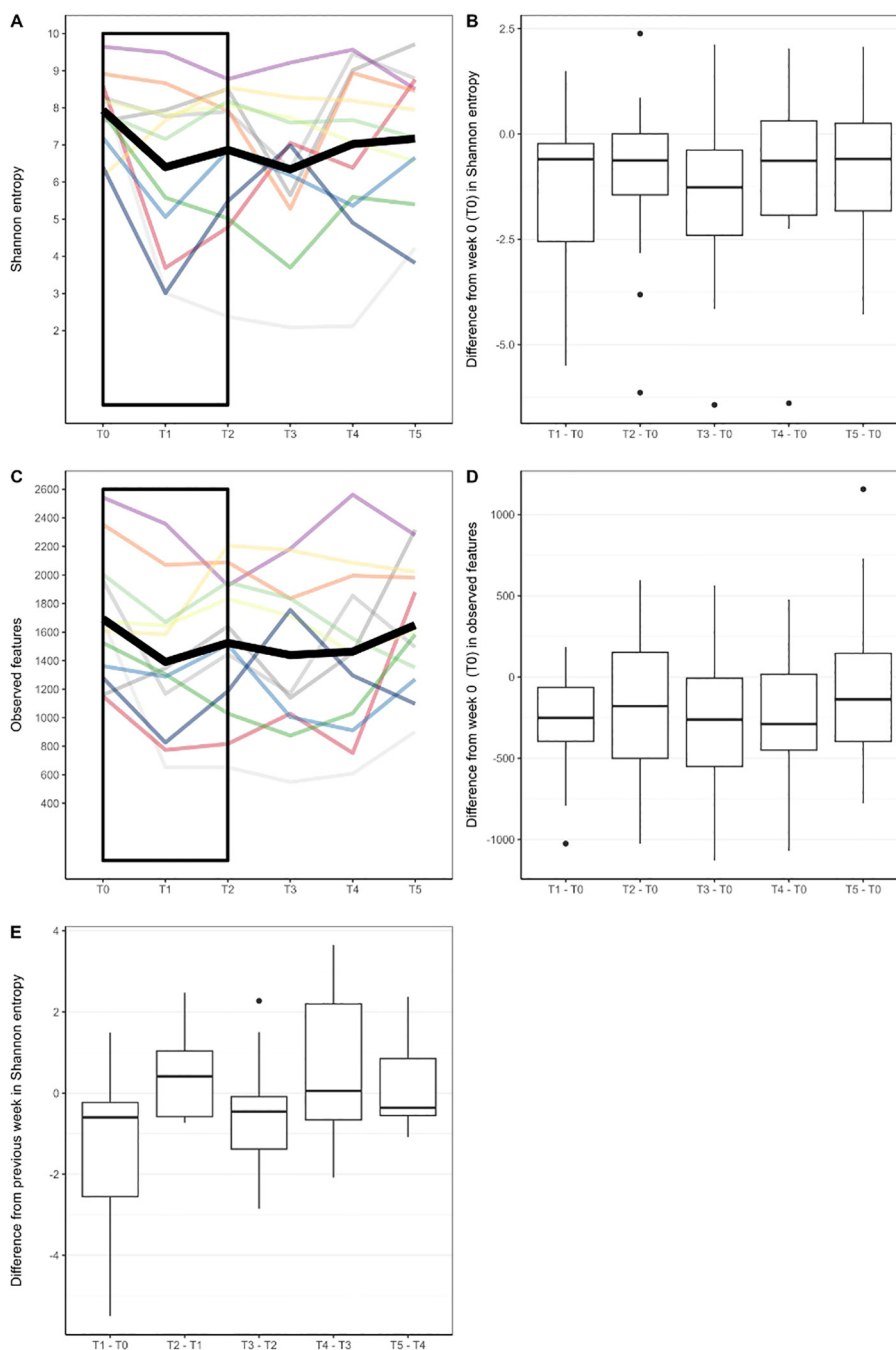 A
Shannon entropy
10
9
8
7
6
5
4
3
2
T0 T1 T2 T3 T4 T5
B
Difference from week 0 (T0) in Shannon entropy
2.5
0.0
-2.5
-5.0
T1 - T0 T2 - T0 T3 - T0 T4 - T0 T5 - T0
C
Observed features
2600
2400
2200
2000
1800
1600
1400
1200
1000
800
600
400
T0 T1 T2 T3 T4 T5
D
Difference from week 0 (T0) in observed features
1000
500
0
-500
-1000
T1 - T0 T2 - T0 T3 - T0 T4 - T0 T5 - T0
E
Difference from previous week in Shannon entropy
4
2
0
-2
-4
T1 - T0 T2 - T1 T3 - T2 T4 - T3 T5 - T4